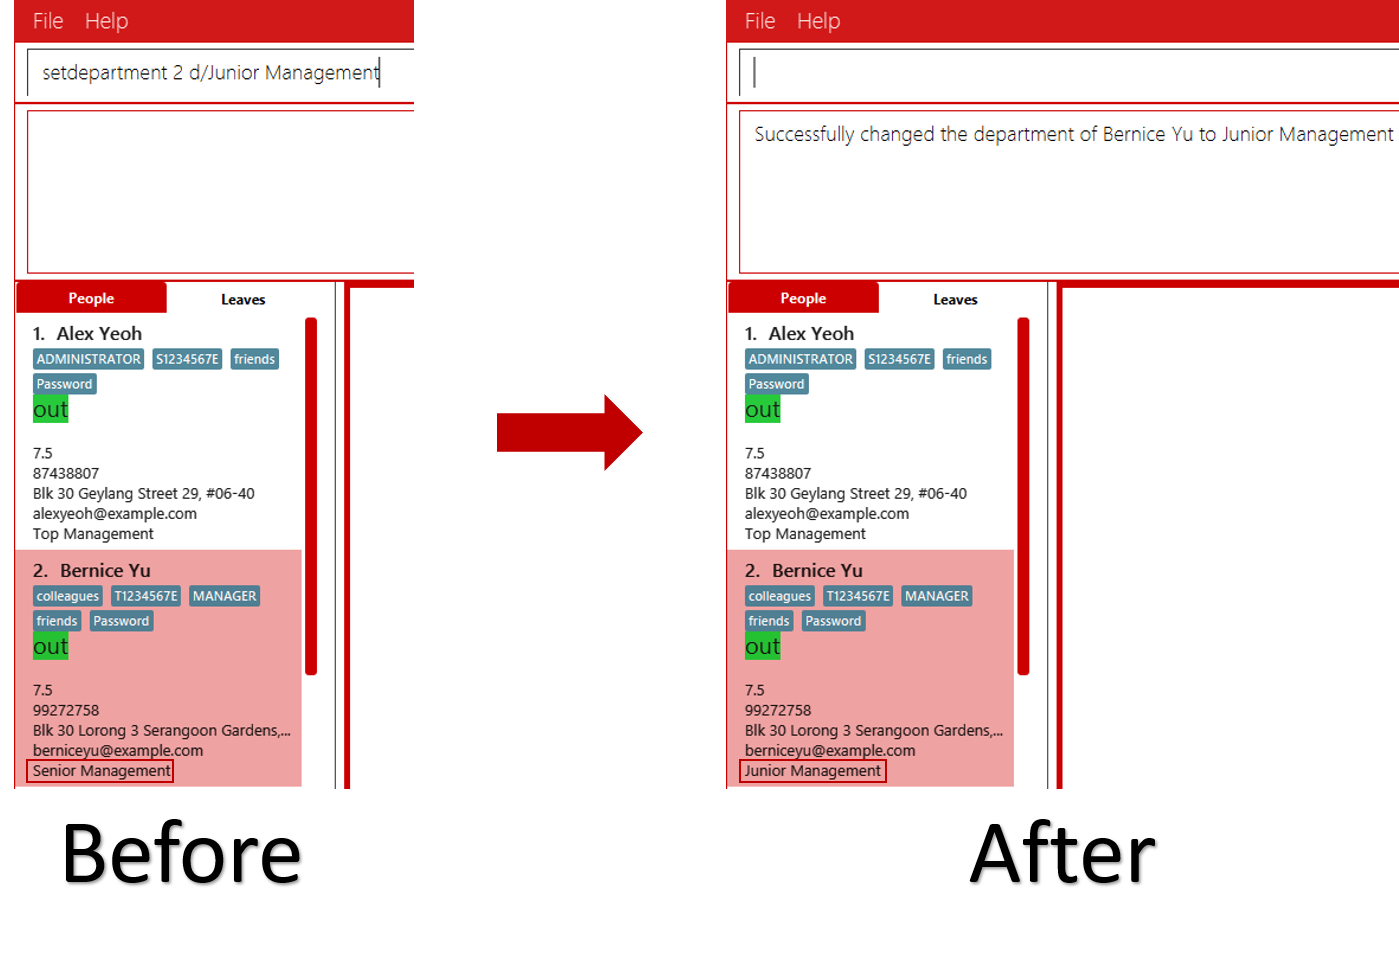 File Help
setdepartment 2 d/Junior Management
People Leaves
1. Alex Yeoh
ADMINISTRATOR S1234567E friends
Password
out
7.5
87438807
Blk 30 Geylang Street 29, #06-40
alexyeoh@example.com
Top Management
2. Bernice Yu
colleagues T1234567E MANAGER
friends Password
out
7.5
99272758
Blk 30 Lorong 3 Serangoon Gardens,...
berniceyu@example.com
Senior Management
Before
File Help
Successfully changed the department of Bernice Yu to Junior Management
People Leaves
1. Alex Yeoh
ADMINISTRATOR S1234567E friends
Password
out
7.5
87438807
Blk 30 Geylang Street 29, #06-40
alexyeoh@example.com
Top Management
2. Bernice Yu
colleagues T1234567E MANAGER
friends Password
out
7.5
99272758
Blk 30 Lorong 3 Serangoon Gardens,...
berniceyu@example.com
Junior Management
After